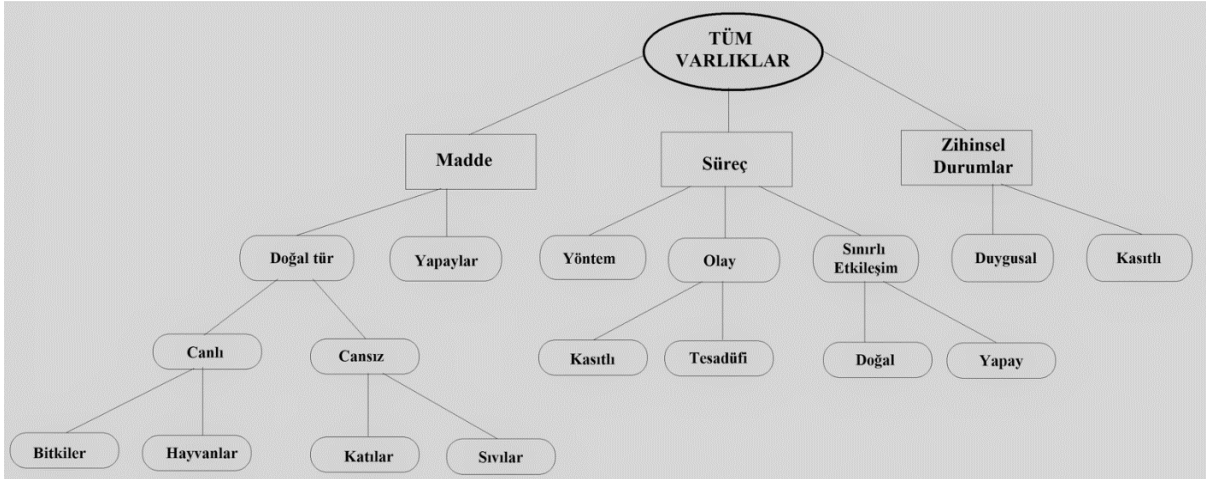 TÜM
VARLIKLAR
Madde
Süreç
Zihinsel
Durumlar
Doğal tür
Yapaylar
Yöntem
Olay
Sınırlı
Etkileşim
Duygusal
Kasıtlı
Canlı
Cansız
Kasıtlı
Tesadüfi
Doğal
Yapay
Bitkiler
Hayvanlar
Katılar
Sıvılar